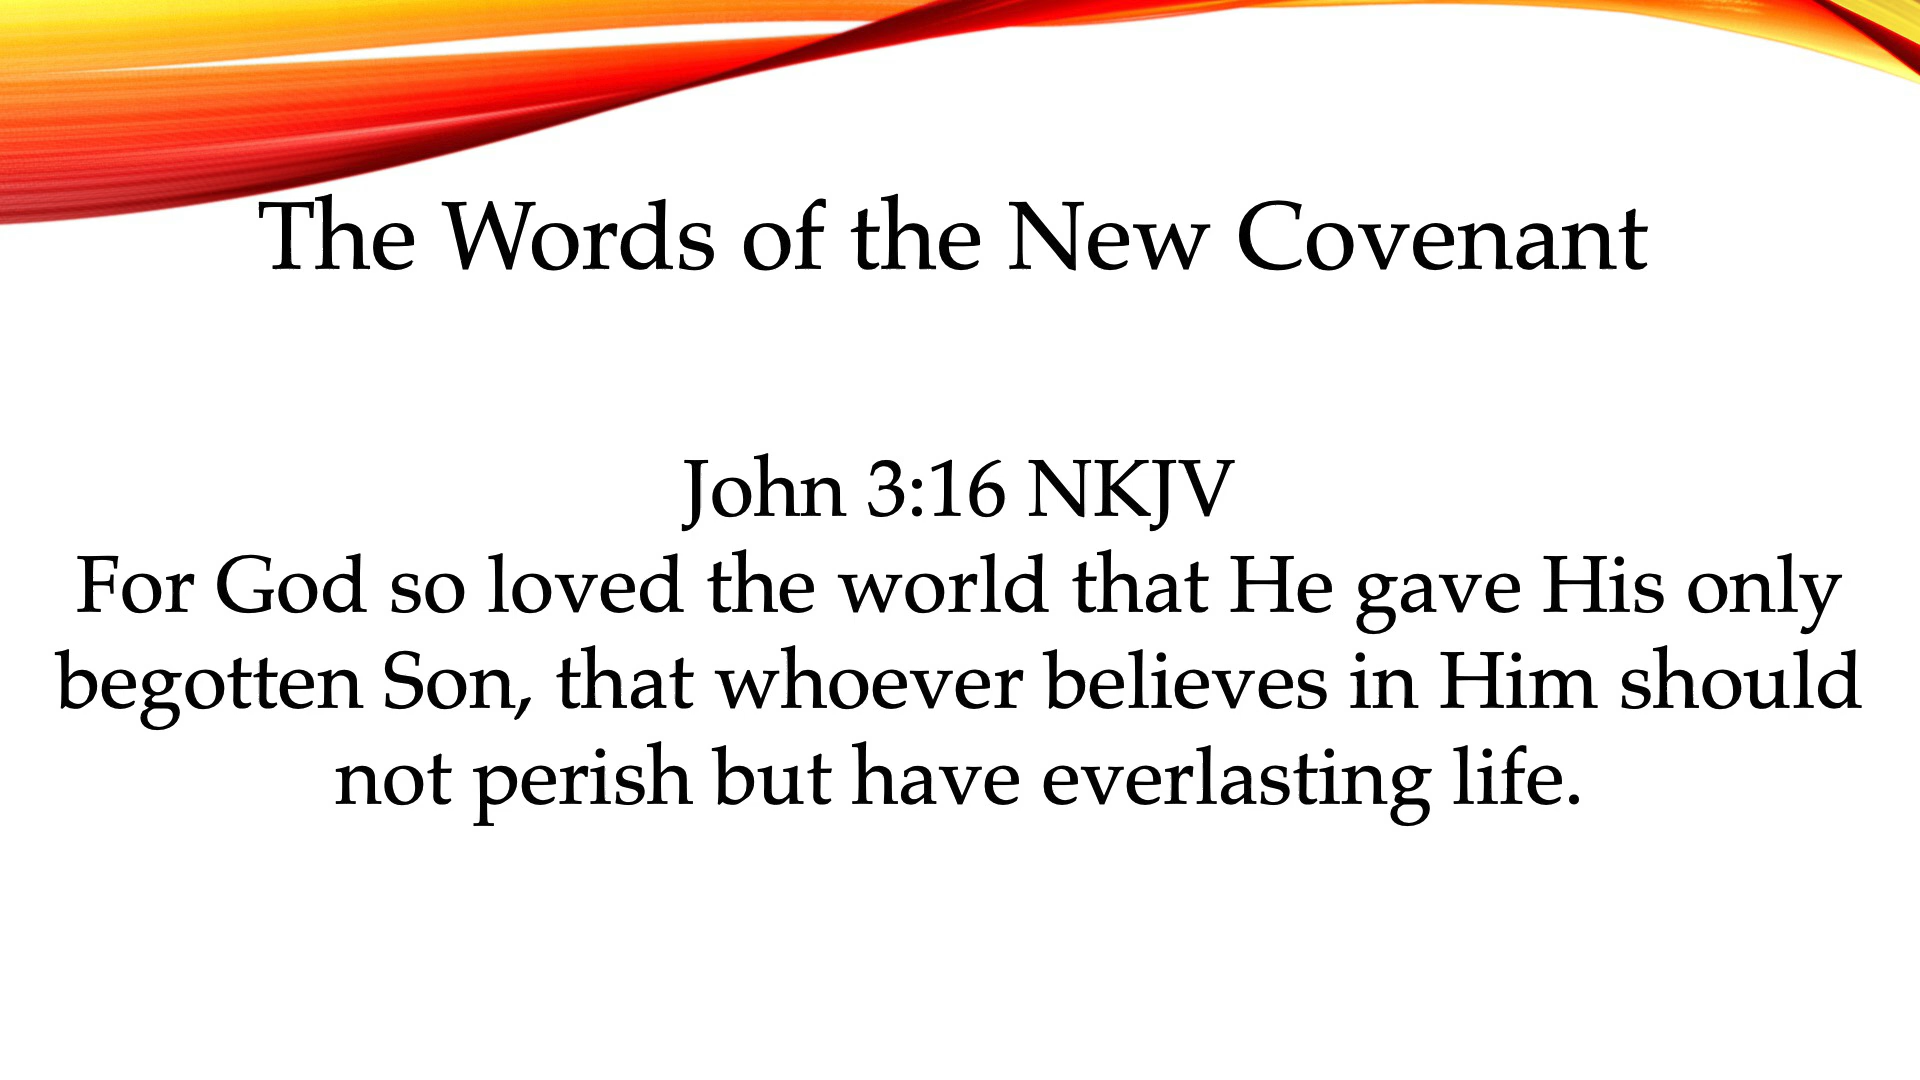 The Words of the New Covenant
John 3:16 NKJV
For God so loved the world that He gave His only
begotten Son, that whoever believes in Him should
not perish but have everlasting life.